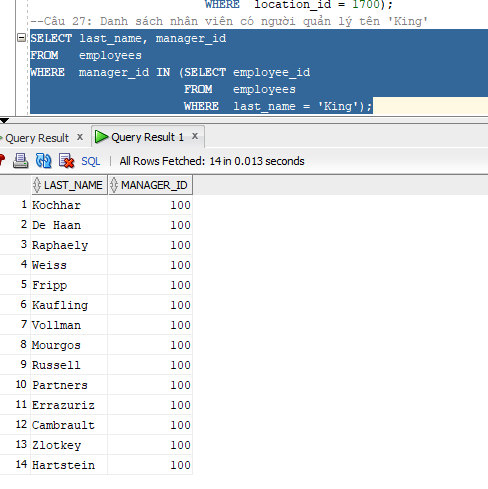 WHERE location_id = 1700);
--Câu 27: Danh sách nhân viên có người quản lý tên 'King'
SELECT last_name, manager_id
FROM employees
WHERE manager_id IN (SELECT employee_id
FROM employees
WHERE last_name = 'King');
Query Result x Query Result 1 x
SQL | All Rows Fetched: 14 in 0.013 seconds
LAST_NAME MANAGER_ID
1 Kochhar 100
2 De Haan 100
3 Raphaely 100
4 Weiss 100
5 Fripp 100
6 Kaufling 100
7 Vollman 100
8 Mourgos 100
9 Russell 100
10 Partners 100
11 Errazuriz 100
12 Cambrault 100
13 Zlotkey 100
14 Hartstein 100